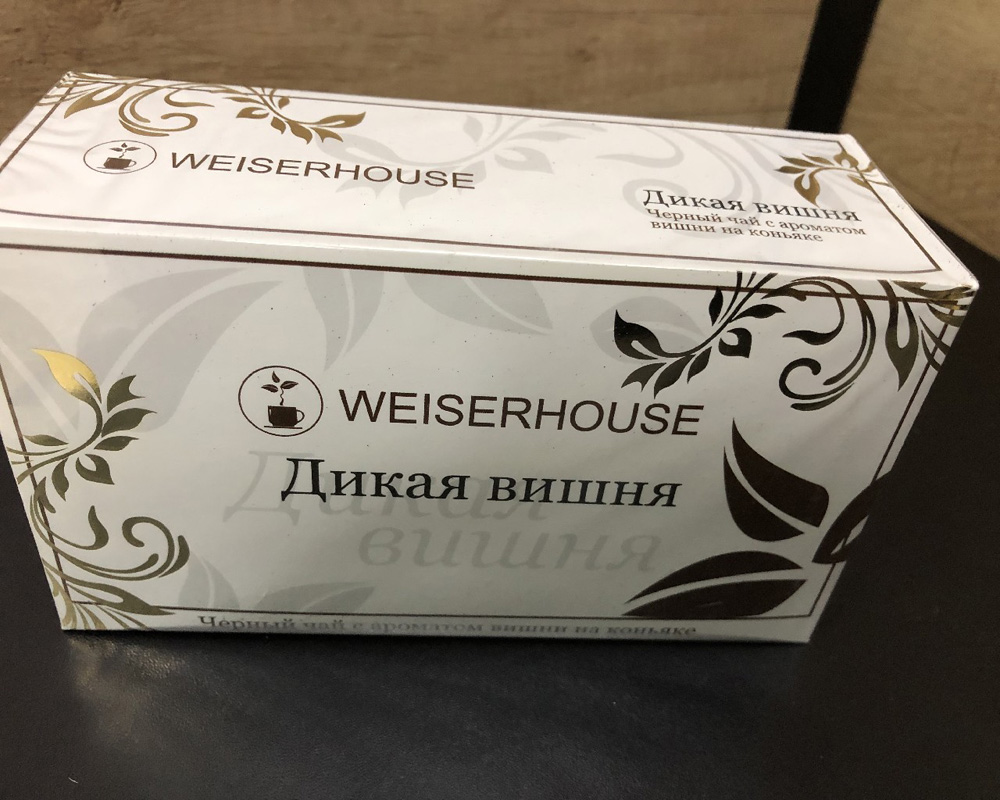 WEISERHOUSE
Дикая вишня
Черный чай с ароматом
вишни на коньяке
WEISERHOUSE
Дикая вишня
Дикая
вишня
Черный чай с ароматом вишни на коньяке